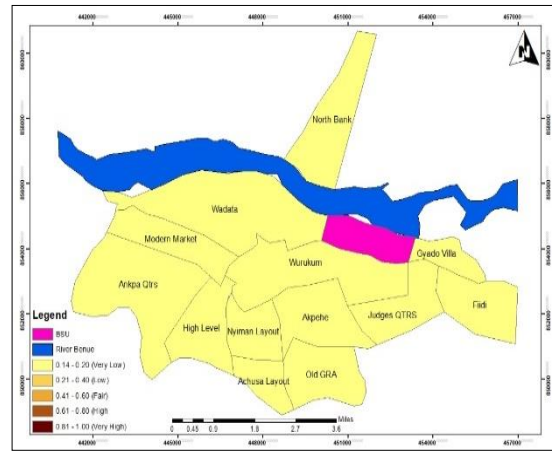 442000 445000 448000 451000 454000 457000
N
North Bank
Wadata
Modern Market
Wurukum
Gyado Villa
Ankpa Qtrs
Fiidi
High Level
Nyiman Layout
Akpehe
Judges QTRS
Achusa Layout
Old GRA
Legend
BSU
River Benue
0.14 - 0.20 (Very Low)
0.21 - 0.40 (Low)
0.41 - 0.60 (Fair)
0.61 - 0.80 (High
0.81 - 1.00 (Very High)
Miles
0 0.45 0.9 1.8 2.7 3.6
442000 445000 448000 451000 454000 457000